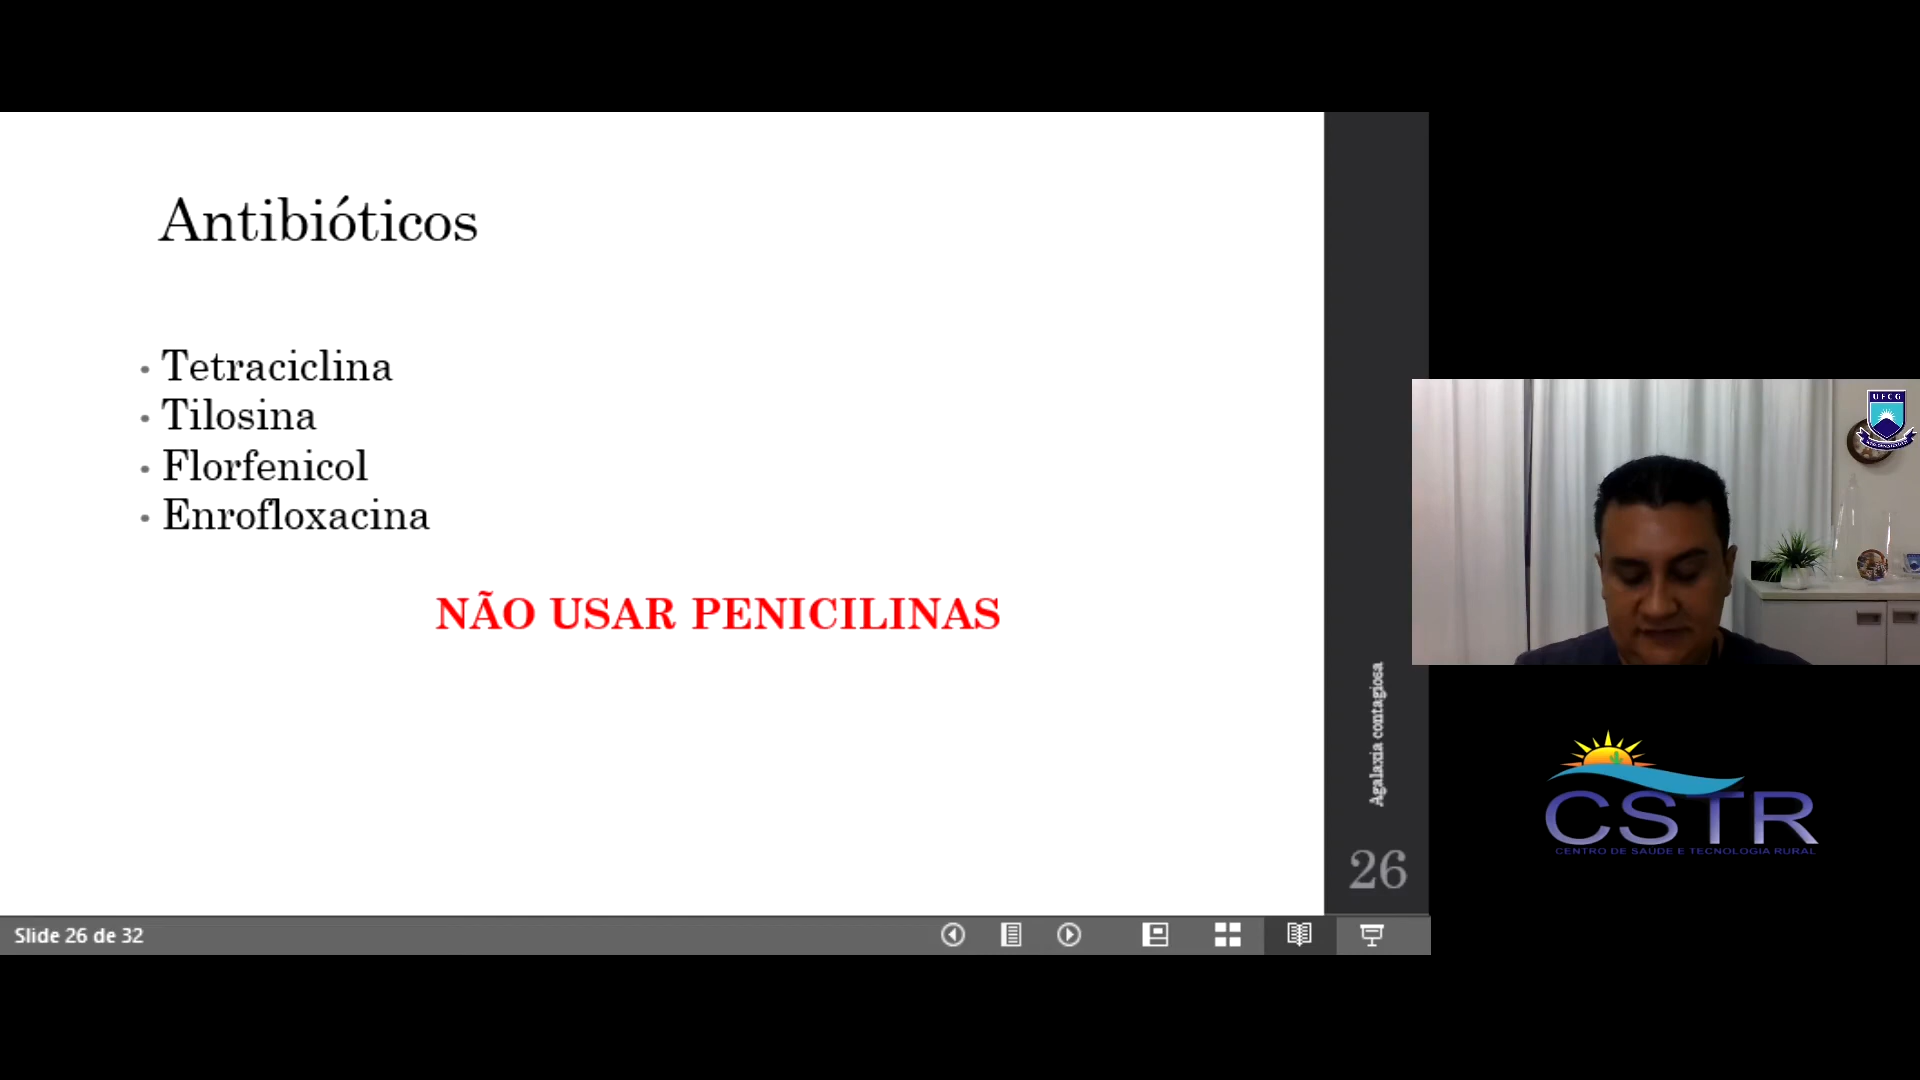 Antibióticos
• Tetraciclina
• Tilosina
• Florfenicol
• Enrofloxacina
NÃO USAR PENICILINAS
Agalaxia contagiosa
26
Slide 26 de 32
UFCG
CSTR
CENTRO DE SAÚDE E TECNOLOGIA RURAL